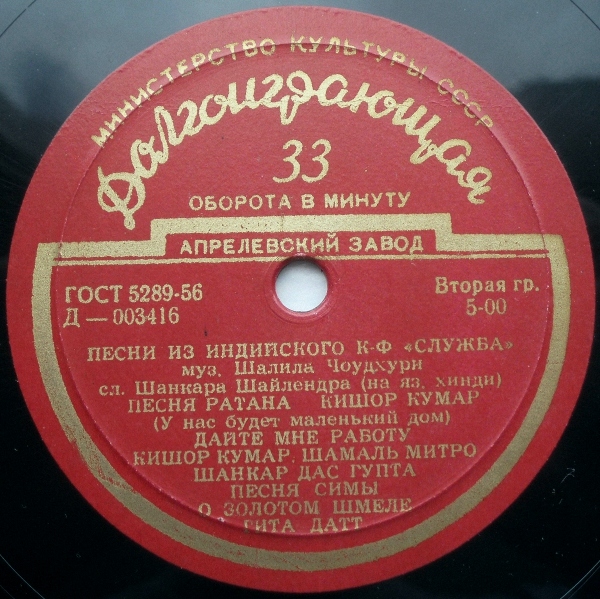 МИНИСТЕРСТВО КУЛЬТУРЫ СССР
Долгоиграющая
33
ОБОРОТА В МИНУТУ
АПРЕЛЕВСКИЙ ЗАВОД
ГОСТ 5289-56
Д — 003416
Вторая гр.
5-00
ПЕСНИ ИЗ ИНДИЙСКОГО К-Ф «СЛУЖБА»
муз. Шалила Чоудхури
сл. Шанкара Шайлендра (на яз. хинди)
ПЕСНЯ РАТАНА КИШОР КУМАР
(У нас будет маленький дом)
ДАЙТЕ МНЕ РАБОТУ
КИШОР КУМАР, ШАМАЛЬ МИТРО
ШАНКАР ДАС ГУПТА
ПЕСНЯ СИМЫ
О ЗОЛОТОМ ШМЕЛЕ
ГИТА ДАТТ